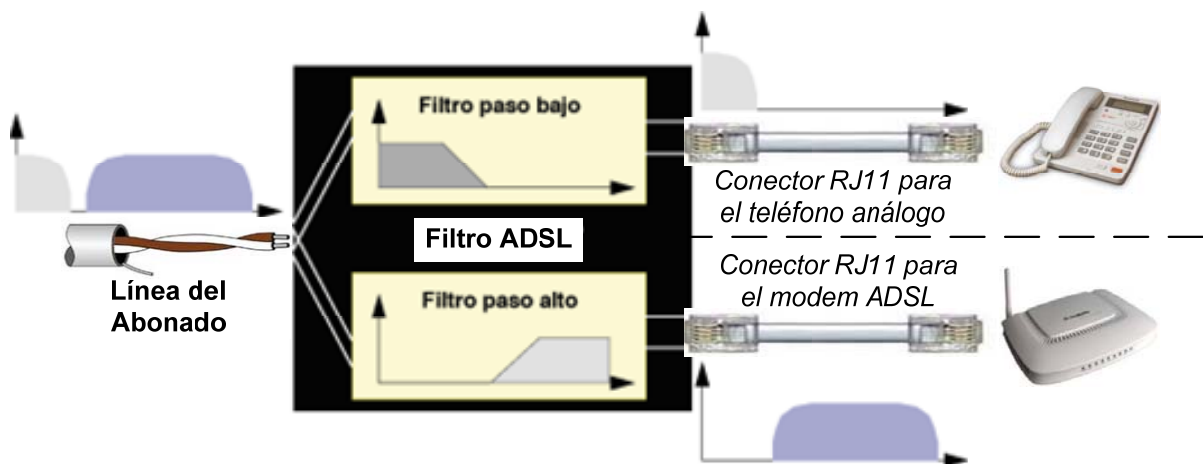 Filtro paso bajo
Conector RJ11 para
el teléfono análogo
Filtro ADSL
Línea del
Abonado
Filtro paso alto
Conector RJ11 para
el modem ADSL